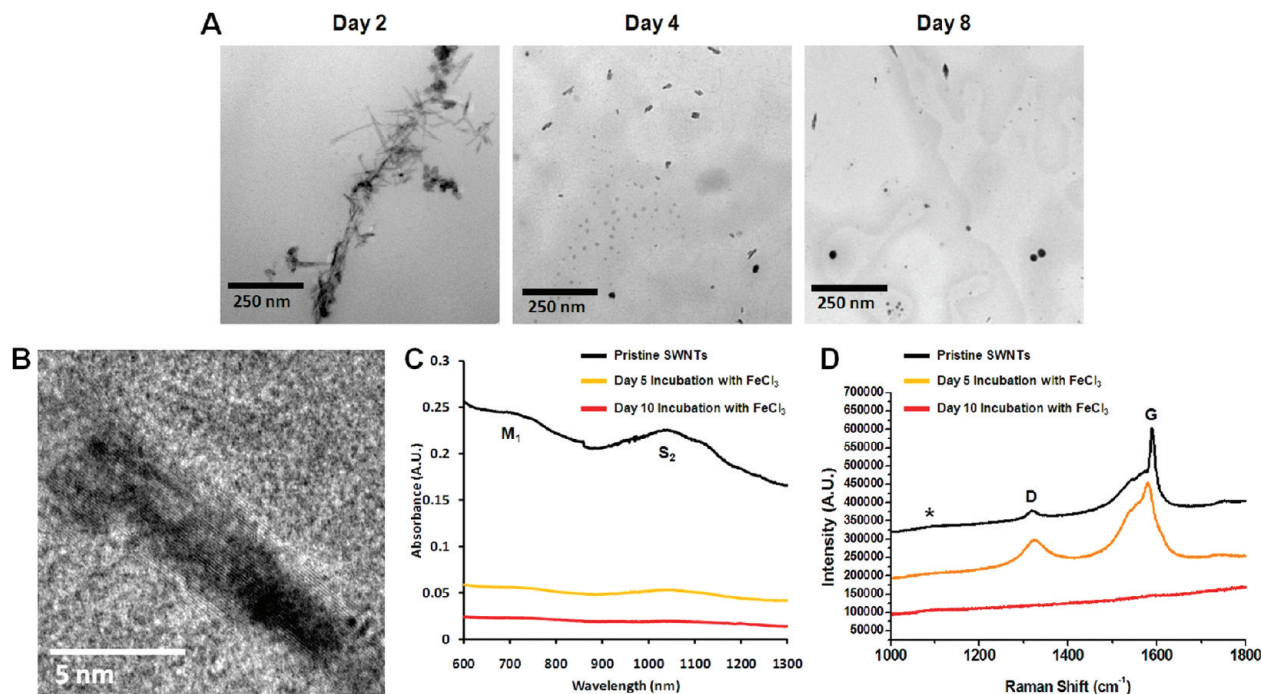 A
Day 2
Day 4
Day 8
250 nm
250 nm
250 nm
B
5 nm
C
Pristine SWNTs
Day 5 Incubation with FeCl₃
Day 10 Incubation with FeCl₃
0.3
0.25
0.2
0.15
0.1
0.05
0
Absorbance (A.U.)
M₁
S₂
600 700 800 900 1000 1100 1200 1300
Wavelength (nm)
D
Pristine SWNTs
Day 5 Incubation with FeCl₃
Day 10 Incubation with FeCl₃
700000
650000
600000
550000
500000
450000
400000
350000
300000
250000
200000
150000
100000
50000
Intensity (A.U.)
*
D
G
1000 1200 1400 1600 1800
Raman Shift (cm⁻¹)